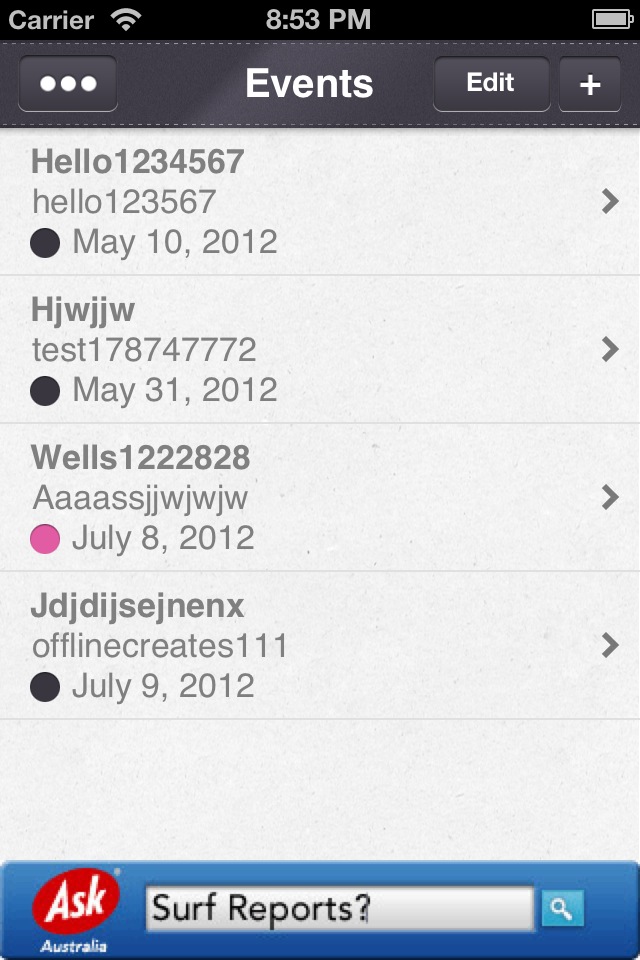 Carrier 8:53 PM
••• Events Edit +
Hello1234567
hello123567
May 10, 2012
Hjwjjw
test178747772
May 31, 2012
Wells1222828
Aaaassjjwjwjw
July 8, 2012
Jdjdijsejnenx
offlinecreates111
July 9, 2012
Ask
Australia
Surf Reports?